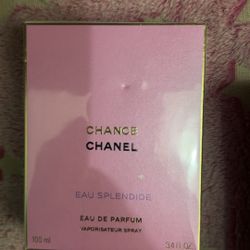 CHANCE
CHANEL
EAU SPLENDIDE
EAU DE PARFUM
VAPORISATEUR SPRAY
100 ml 3.4 fl. oz.